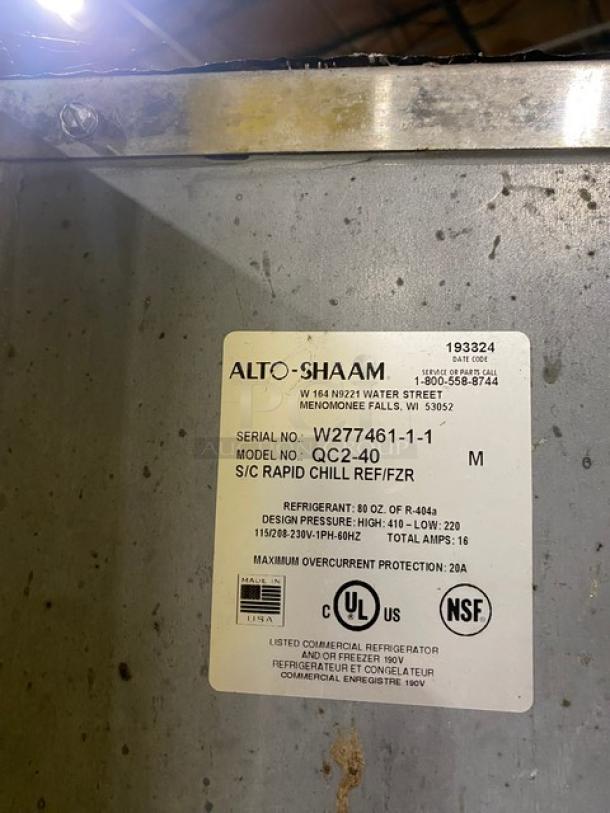 193324
DATE CODE
ALTO-SHAAM.
SERVICE OR PARTS CALL
1-800-558-8744
W 164 N9221 WATER STREET
MENOMONEE FALLS, WI 53052
SERIAL NO.: W277461-1-1
MODEL NO.: QC2-40 M
S/C RAPID CHILL REF/FZR
REFRIGERANT: 80 OZ. OF R-404a
DESIGN PRESSURE: HIGH: 410 – LOW: 220
115/208-230V-1PH-60HZ TOTAL AMPS: 16
MAXIMUM OVERCURRENT PROTECTION: 20A
MADE IN
USA
C UL US
NSF
LISTED COMMERCIAL REFRIGERATOR
AND OR FREEZER 190V
REFRIGERATEUR ET CONGELATEUR
COMMERCIAL ENREGISTRE 190V